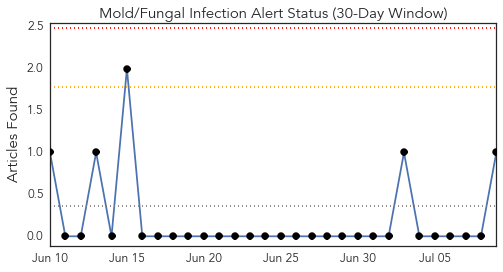 Mold/Fungal Infection Alert Status (30-Day Window)
Articles Found
2.5
2.0
1.5
1.0
0.5
0.0
Jun 10
Jun 15
Jun 20
Jun 25
Jun 30
Jul 05